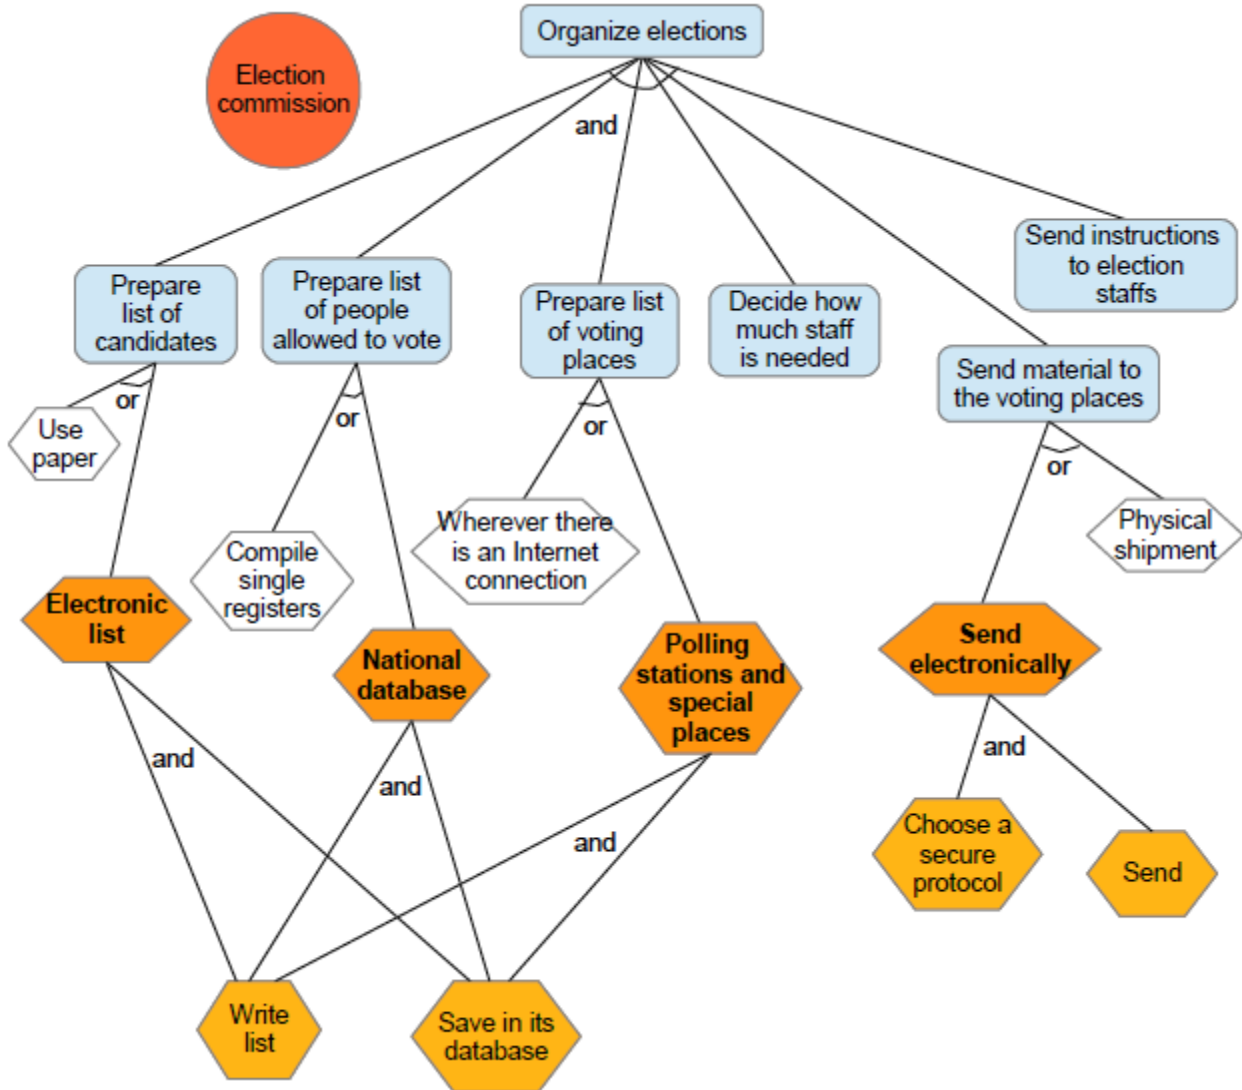 Organize elections
Election
commission
and
Send instructions
to election
staffs
Prepare
list of
candidates
Prepare list
of people
allowed to vote
Prepare list
of voting
places
Decide how
much staff
is needed
Send material to
the voting places
or
or
or
or
Use
paper
Compile
single
registers
Wherever there
is an Internet
connection
Physical
shipment
Electronic
list
National
database
Polling
stations and
special
places
Send
electronically
and
and
and
and
Choose a
secure
protocol
Send
Write
list
Save in its
database